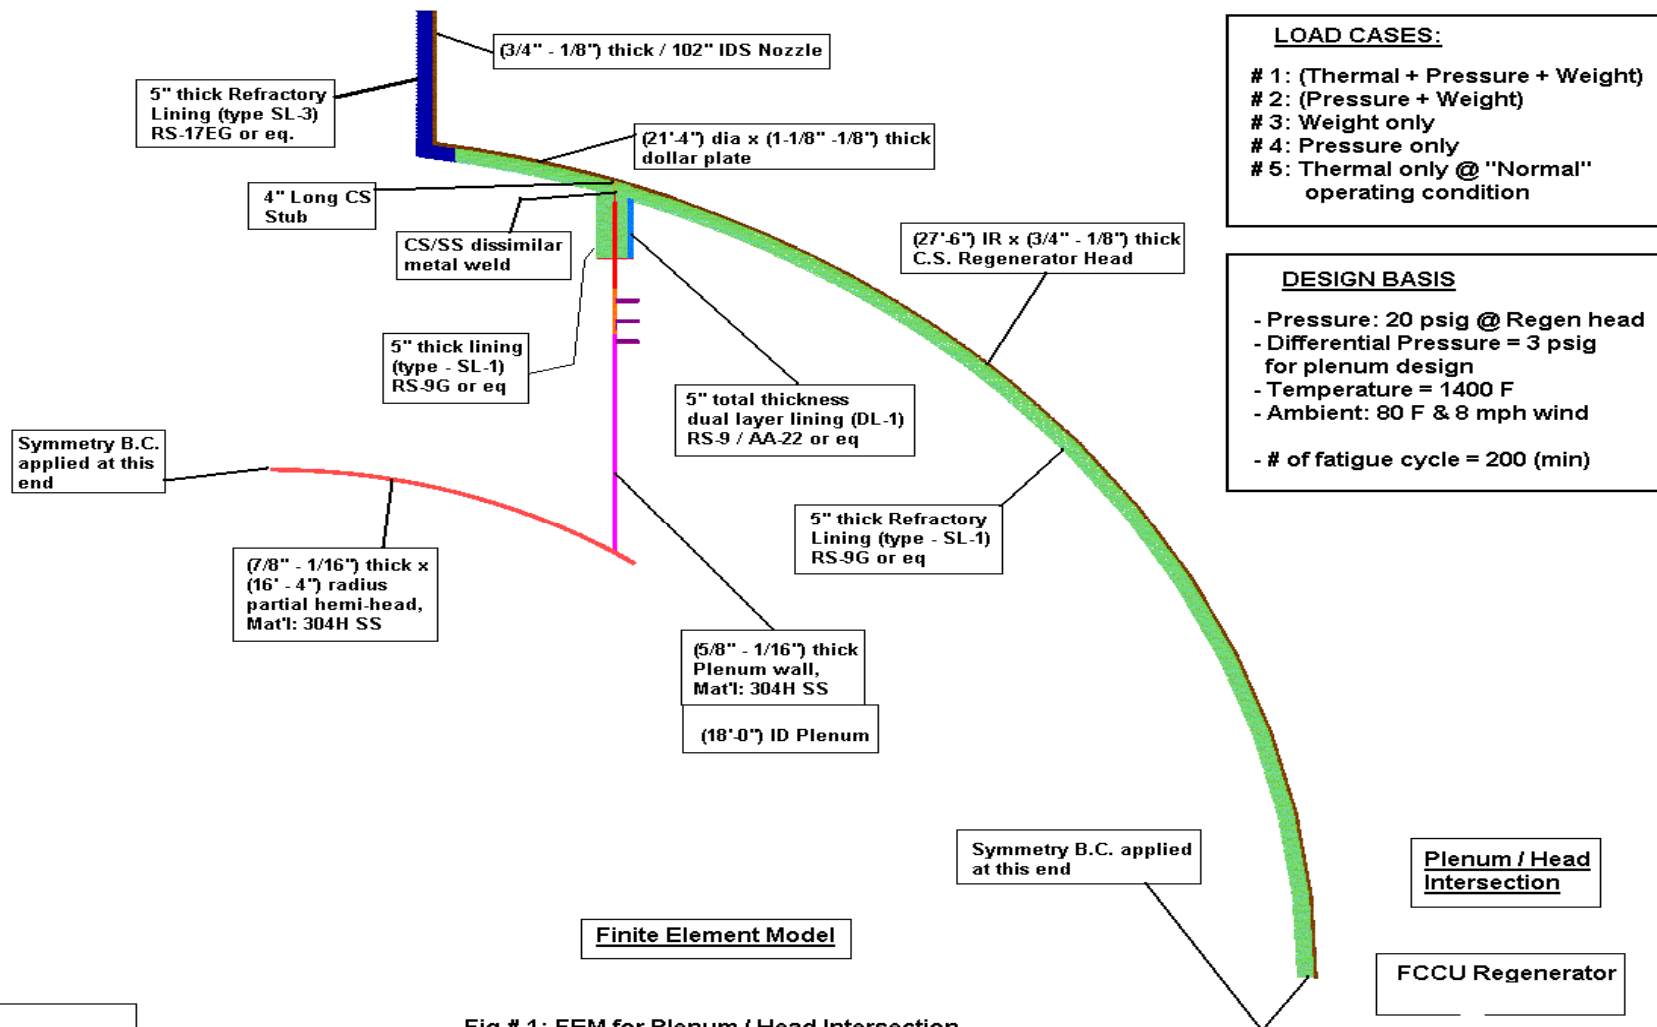 (3/4" - 1/8") thick / 102" IDS Nozzle
5" thick Refractory
Lining (type SL-3)
RS-17EG or eq.
(21'-4") dia x (1-1/8" -1/8") thick
dollar plate
4" Long CS
Stub
CS/SS dissimilar
metal weld
(27'-6") IR x (3/4" - 1/8") thick
C.S. Regenerator Head
5" thick lining
(type - SL-1)
RS-9G or eq
5" total thickness
dual layer lining (DL-1)
RS-9 / AA-22 or eq
Symmetry B.C.
applied at this
end
5" thick Refractory
Lining (type - SL-1)
RS-9G or eq
(7/8" - 1/16") thick x
(16' - 4") radius
partial hemi-head,
Mat'l: 304H SS
(5/8" - 1/16") thick
Plenum wall,
Mat'l: 304H SS
(18'-0") ID Plenum
LOAD CASES:
# 1: (Thermal + Pressure + Weight)
# 2: (Pressure + Weight)
# 3: Weight only
# 4: Pressure only
# 5: Thermal only @ "Normal"
operating condition
DESIGN BASIS
- Pressure: 20 psig @ Regen head
- Differential Pressure = 3 psig
for plenum design
- Temperature = 1400 F
- Ambient: 80 F & 8 mph wind
- # of fatigue cycle = 200 (min)
Symmetry B.C. applied
at this end
Plenum / Head
Intersection
Finite Element Model
FCCU Regenerator
Fig # 1: FEM for Plenum / Head Intersection